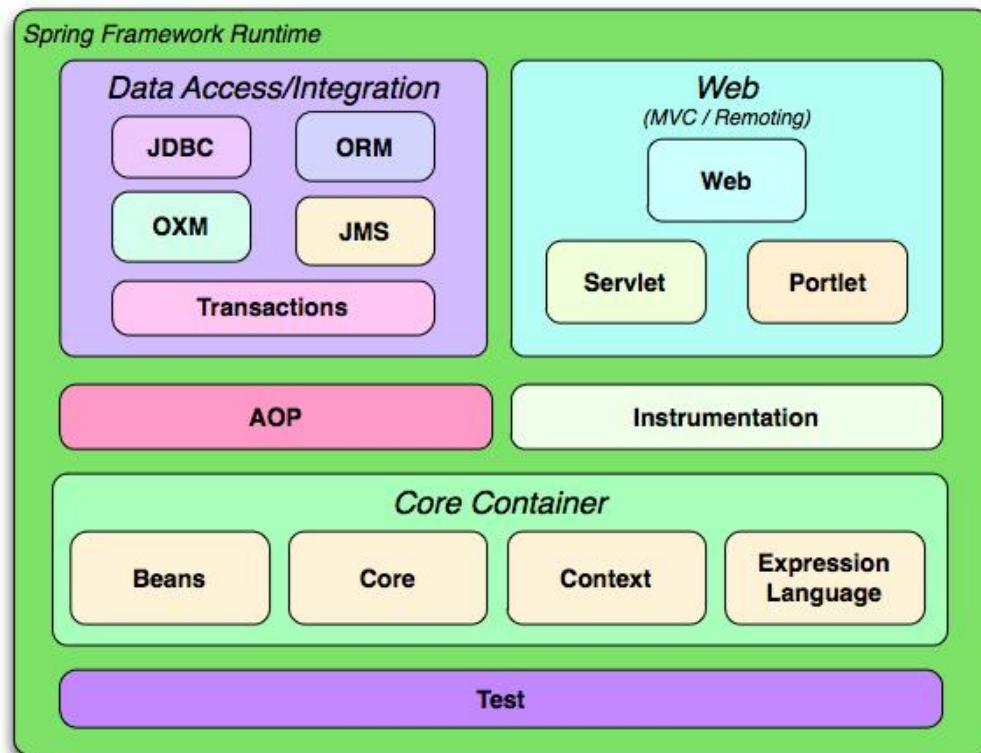 Spring Framework Runtime
Data Access/Integration
JDBC
ORM
OXM
JMS
Transactions
Web
(MVC / Remoting)
Web
Servlet
Portlet
AOP
Instrumentation
Core Container
Beans
Core
Context
Expression
Language
Test